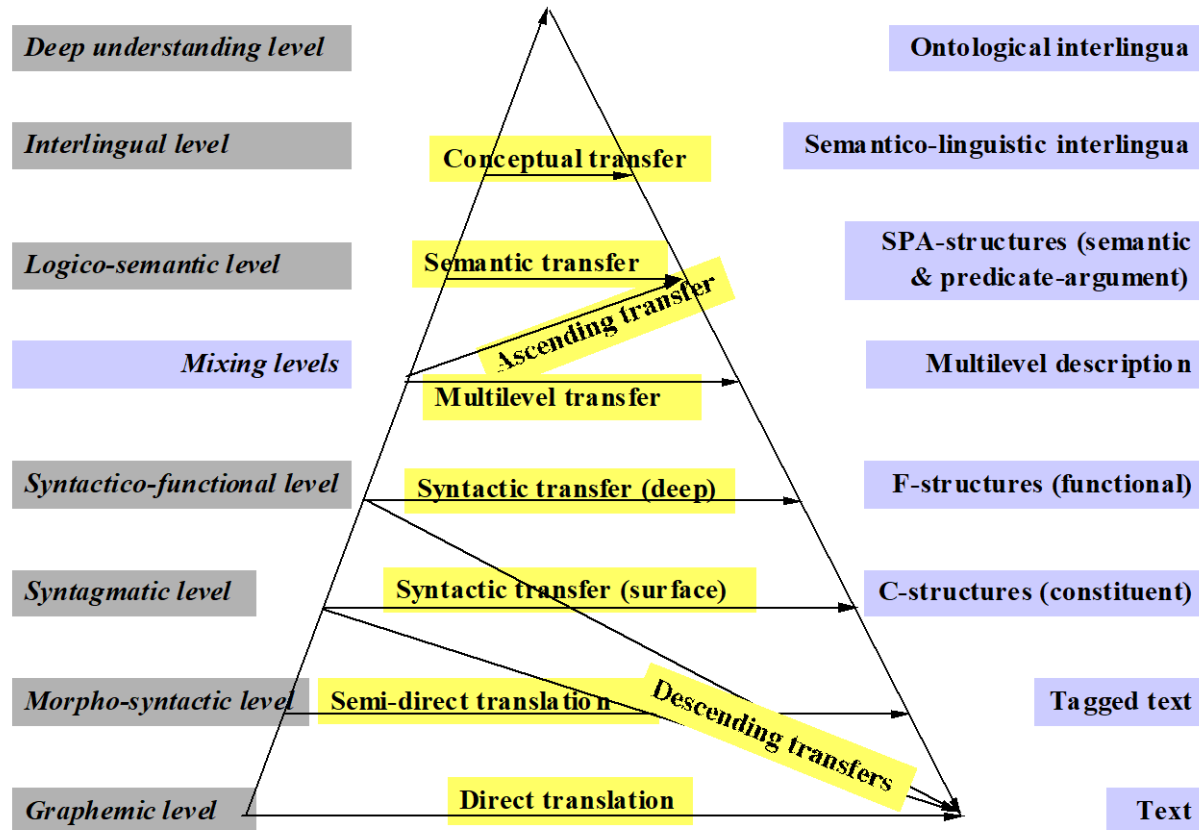 Deep understanding level
Ontological interlingua
Interlingual level
Conceptual transfer
Semantico-linguistic interlingua
Logico-semantic level
Semantic transfer
SPA-structures (semantic
& predicate-argument)
Ascending transfer
Mixing levels
Multilevel transfer
Multilevel description
Syntactico-functional level
Syntactic transfer (deep)
F-structures (functional)
Syntagmatic level
Syntactic transfer (surface)
C-structures (constituent)
Morpho-syntactic level
Semi-direct translation
Descending transfers
Tagged text
Graphemic level
Direct translation
Text